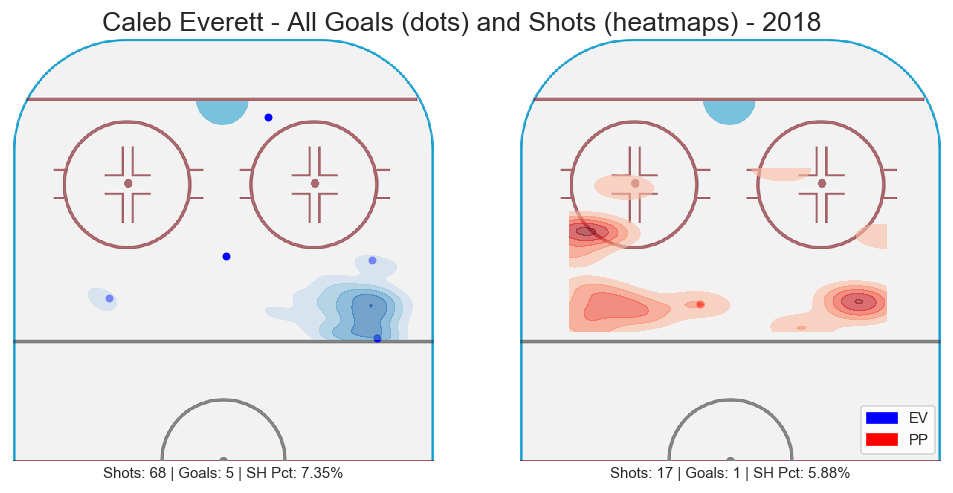 Caleb Everett - All Goals (dots) and Shots (heatmaps) - 2018
EV
PP
Shots: 68 | Goals: 5 | SH Pct: 7.35%
Shots: 17 | Goals: 1 | SH Pct: 5.88%